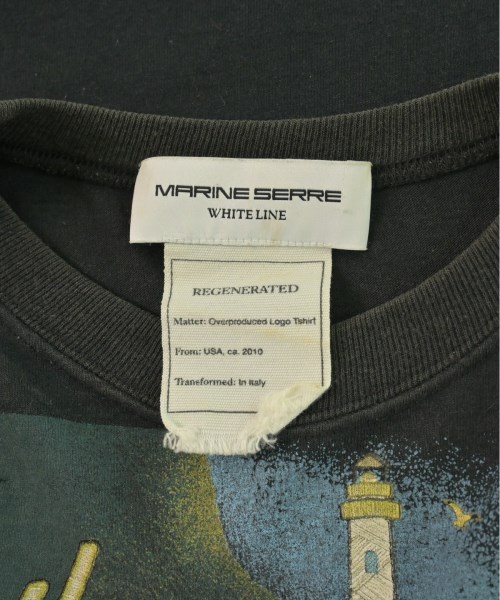 MARINE SERRE
WHITE LINE
REGENERATED
Matter: Overproduced Logo Tshirt
From: USA, ca. 2010
Transformed: In Italy